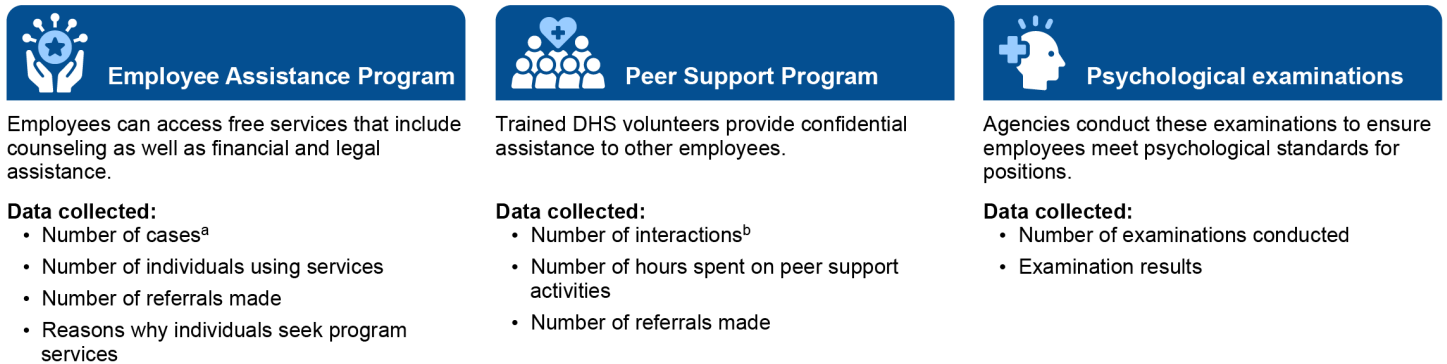 Employee Assistance Program
Employees can access free services that include
counseling as well as financial and legal
assistance.
Data collected:
• Number of casesᵃ
• Number of individuals using services
• Number of referrals made
• Reasons why individuals seek program
services
Peer Support Program
Trained DHS volunteers provide confidential
assistance to other employees.
Data collected:
• Number of interactionsᵇ
• Number of hours spent on peer support
activities
• Number of referrals made
Psychological examinations
Agencies conduct these examinations to ensure
employees meet psychological standards for
positions.
Data collected:
• Number of examinations conducted
• Examination results